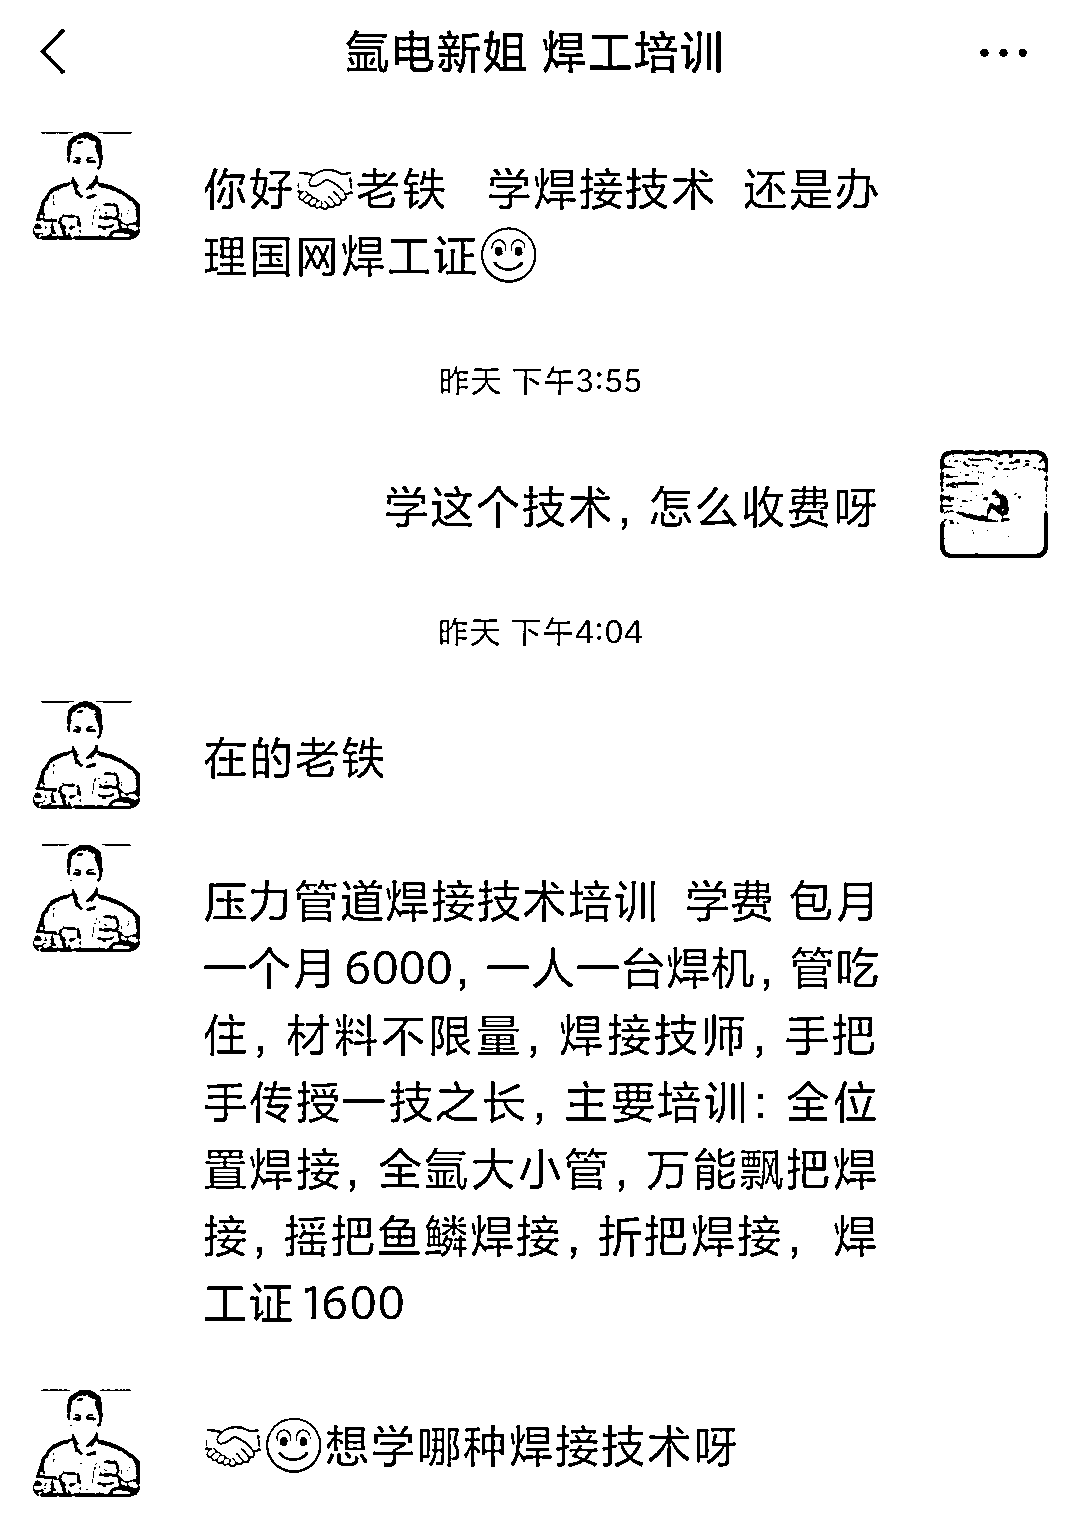 氩电新姐 焊工培训
你好🤝老铁 学焊接技术 还是办
理国网焊工证🙂
昨天 下午3:55
学这个技术,怎么收费呀
昨天 下午4:04
在的老铁
压力管道焊接技术培训 学费 包月
一个月6000,一人一台焊机,管吃
住,材料不限量,焊接技师,手把
手传授一技之长,主要培训:全位
置焊接,全氩大小管,万能飘把焊
接,摇把鱼鳞焊接,折把焊接, 焊
工证1600
🤝🙂想学哪种焊接技术呀